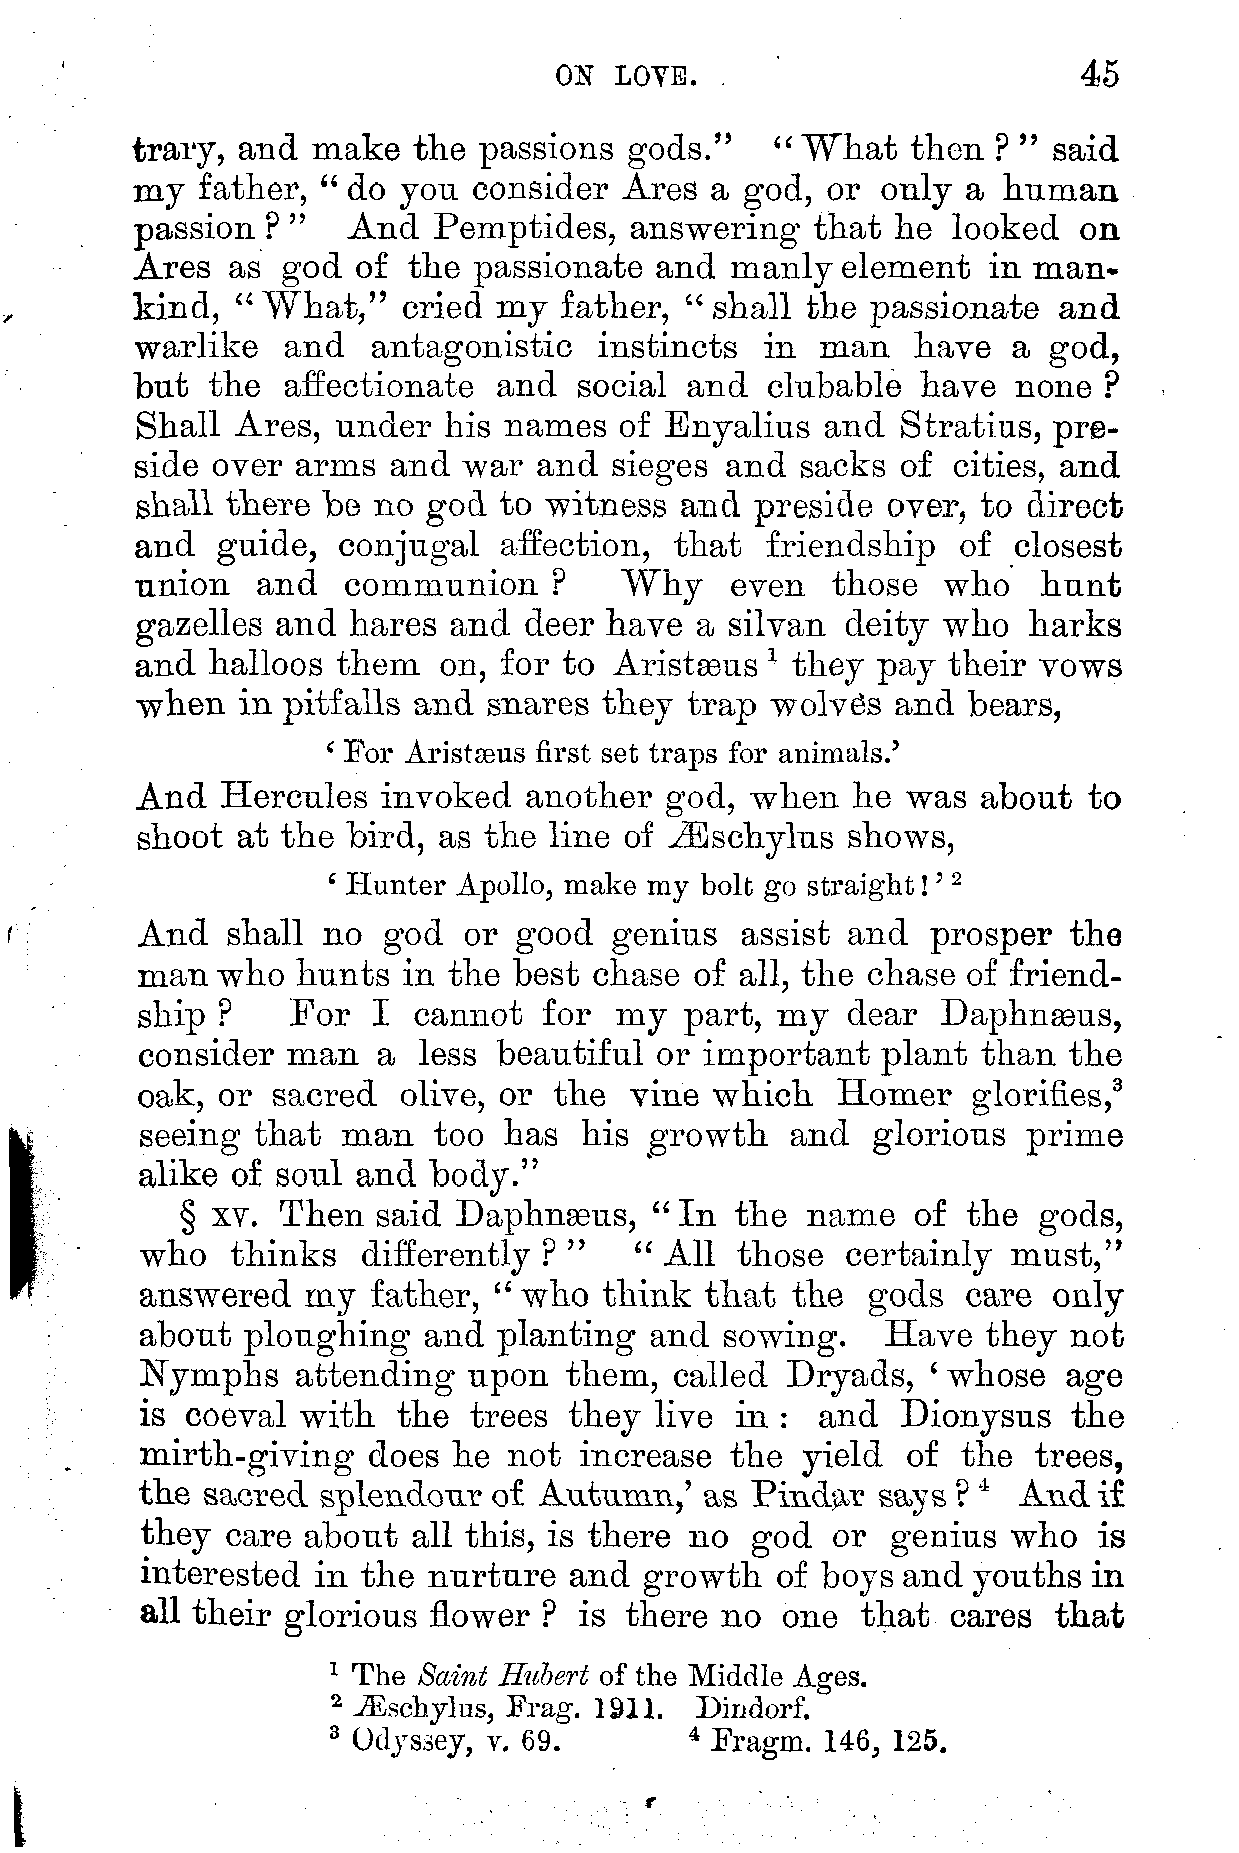 ON LOVE. 45
trary, and make the passions gods." "What then?" said
my father, "do you consider Ares a god, or only a human
passion?" And Pemptides, answering that he looked on
Ares as god of the passionate and manly element in man-
kind, "What," cried my father, "shall the passionate and
warlike and antagonistic instincts in man have a god,
but the affectionate and social and clubable have none?
Shall Ares, under his names of Enyalius and Stratius, pre-
side over arms and war and sieges and sacks of cities, and
shall there be no god to witness and preside over, to direct
and guide, conjugal affection, that friendship of closest
union and communion? Why even those who hunt
gazelles and hares and deer have a silvan deity who harks
and halloos them on, for to Aristæus¹ they pay their vows
when in pitfalls and snares they trap wolves and bears,
'For Aristæus first set traps for animals.'
And Hercules invoked another god, when he was about to
shoot at the bird, as the line of Æschylus shows,
'Hunter Apollo, make my bolt go straight!'²
And shall no god or good genius assist and prosper the
man who hunts in the best chase of all, the chase of friend-
ship? For I cannot for my part, my dear Daphnæus,
consider man a less beautiful or important plant than the
oak, or sacred olive, or the vine which Homer glorifies,³
seeing that man too has his growth and glorious prime
alike of soul and body."
§ XV. Then said Daphnæus, "In the name of the gods,
who thinks differently?" "All those certainly must,"
answered my father, "who think that the gods care only
about ploughing and planting and sowing. Have they not
Nymphs attending upon them, called Dryads, 'whose age
is coeval with the trees they live in: and Dionysus the
mirth-giving does he not increase the yield of the trees,
the sacred splendour of Autumn,' as Pindar says?⁴ And if
they care about all this, is there no god or genius who is
interested in the nurture and growth of boys and youths in
all their glorious flower? is there no one that cares that
¹ The Saint Hubert of the Middle Ages.
² Æschylus, Frag. 1911. Dindorf.
³ Odyssey, v. 69. ⁴ Fragm. 146, 125.